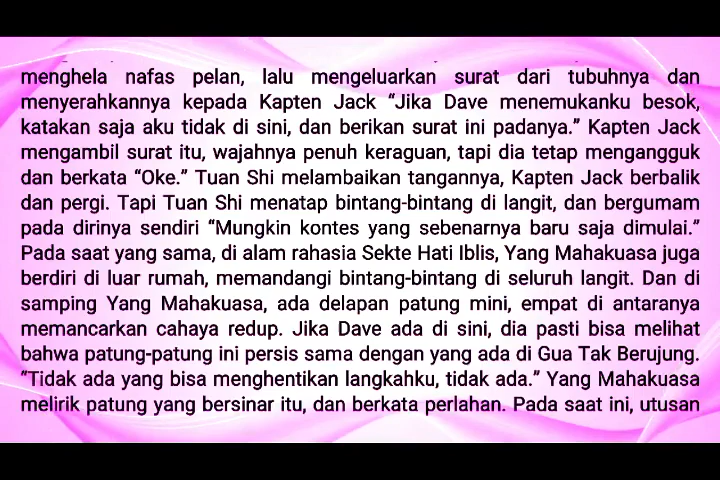 menghela nafas pelan, lalu mengeluarkan surat dari tubuhnya dan
menyerahkannya kepada Kapten Jack “Jika Dave menemukanku besok,
katakan saja aku tidak di sini, dan berikan surat ini padanya.” Kapten Jack
mengambil surat itu, wajahnya penuh keraguan, tapi dia tetap mengangguk
dan berkata “Oke.” Tuan Shi melambaikan tangannya, Kapten Jack berbalik
dan pergi. Tapi Tuan Shi menatap bintang-bintang di langit, dan bergumam
pada dirinya sendiri “Mungkin kontes yang sebenarnya baru saja dimulai.”
Pada saat yang sama, di alam rahasia Sekte Hati Iblis, Yang Mahakuasa juga
berdiri di luar rumah, memandangi bintang-bintang di seluruh langit. Dan di
samping Yang Mahakuasa, ada delapan patung mini, empat di antaranya
memancarkan cahaya redup. Jika Dave ada di sini, dia pasti bisa melihat
bahwa patung-patung ini persis sama dengan yang ada di Gua Tak Berujung.
“Tidak ada yang bisa menghentikan langkahku, tidak ada.” Yang Mahakuasa
melirik patung yang bersinar itu, dan berkata perlahan. Pada saat ini, utusan